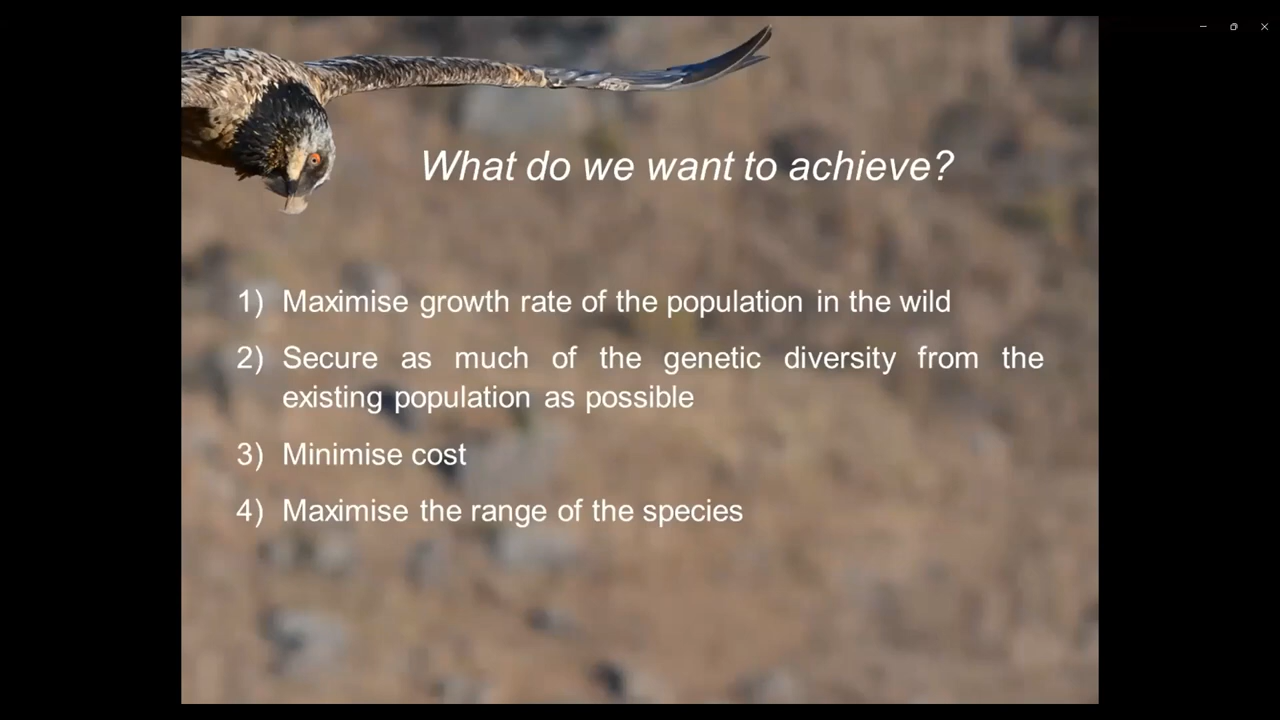 What do we want to achieve?
1) Maximise growth rate of the population in the wild
2) Secure as much of the genetic diversity from the
existing population as possible
3) Minimise cost
4) Maximise the range of the species